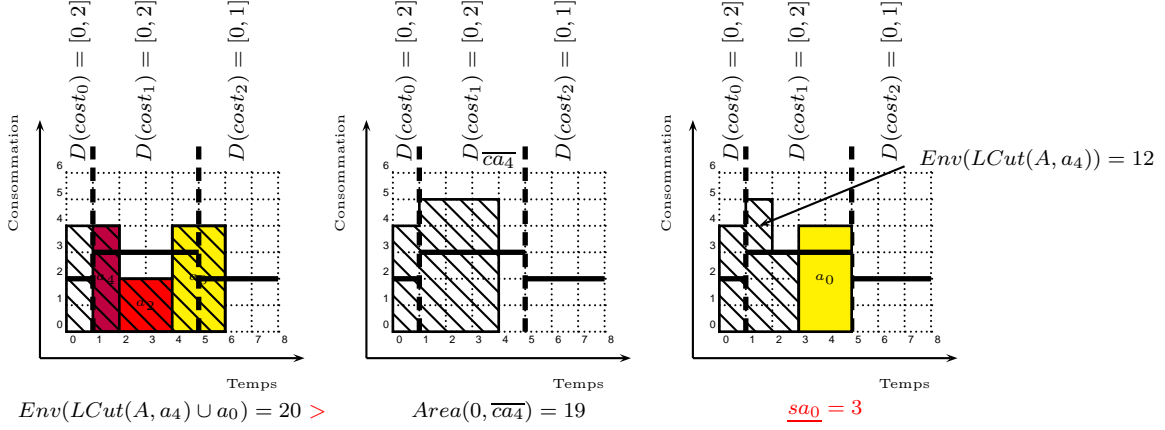 D(cost₀) = [0, 2]
D(cost₁) = [0, 2]
D(cost₂) = [0, 1]
Consommation
6
5
4
3
2
1
0
a₄
a₂
0 1 2 3 4 5 6 7 8
Temps
Env(LCut(A, a₄) ∪ a₀) = 20 >
D(cost₀) = [0, 2]
D(cost₁) = [0, 2]
D(cost₂) = [0, 1]
c̅a̅₄̅
Consommation
6
5
4
3
2
1
0
0 1 2 3 4 5 6 7 8
Temps
Area(0, c̅a̅₄̅) = 19
D(cost₀) = [0, 2]
D(cost₁) = [0, 2]
D(cost₂) = [0, 1]
Env(LCut(A, a₄)) = 12
Consommation
6
5
4
3
2
1
0
a₀
0 1 2 3 4 5 6 7 8
Temps
s̲a̲₀̲ = 3